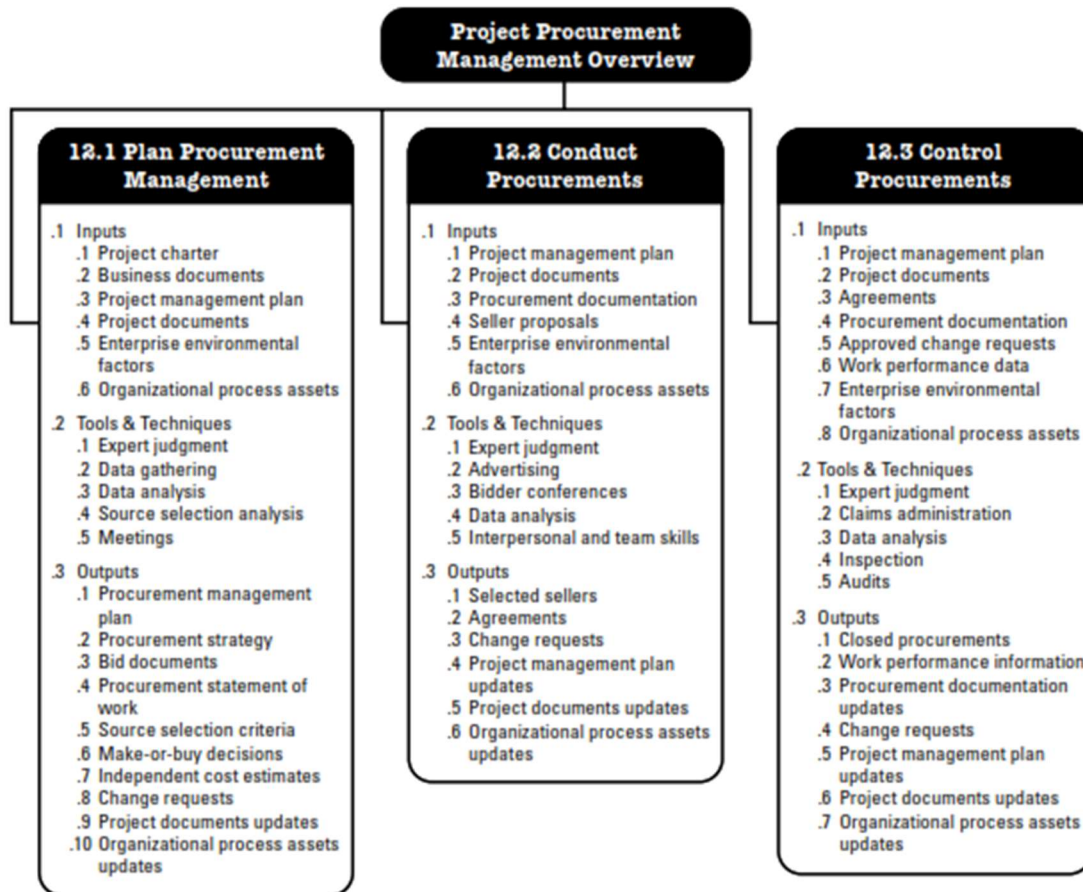 Project Procurement
Management Overview
12.1 Plan Procurement
Management
.1 Inputs
.1 Project charter
.2 Business documents
.3 Project management plan
.4 Project documents
.5 Enterprise environmental
factors
.6 Organizational process assets
.2 Tools & Techniques
.1 Expert judgment
.2 Data gathering
.3 Data analysis
.4 Source selection analysis
.5 Meetings
.3 Outputs
.1 Procurement management
plan
.2 Procurement strategy
.3 Bid documents
.4 Procurement statement of
work
.5 Source selection criteria
.6 Make-or-buy decisions
.7 Independent cost estimates
.8 Change requests
.9 Project documents updates
.10 Organizational process assets
updates
12.2 Conduct
Procurements
.1 Inputs
.1 Project management plan
.2 Project documents
.3 Procurement documentation
.4 Seller proposals
.5 Enterprise environmental
factors
.6 Organizational process assets
.2 Tools & Techniques
.1 Expert judgment
.2 Advertising
.3 Bidder conferences
.4 Data analysis
.5 Interpersonal and team skills
.3 Outputs
.1 Selected sellers
.2 Agreements
.3 Change requests
.4 Project management plan
updates
.5 Project documents updates
.6 Organizational process assets
updates
12.3 Control
Procurements
.1 Inputs
.1 Project management plan
.2 Project documents
.3 Agreements
.4 Procurement documentation
.5 Approved change requests
.6 Work performance data
.7 Enterprise environmental
factors
.8 Organizational process assets
.2 Tools & Techniques
.1 Expert judgment
.2 Claims administration
.3 Data analysis
.4 Inspection
.5 Audits
.3 Outputs
.1 Closed procurements
.2 Work performance information
.3 Procurement documentation
updates
.4 Change requests
.5 Project management plan
updates
.6 Project documents updates
.7 Organizational process assets
updates